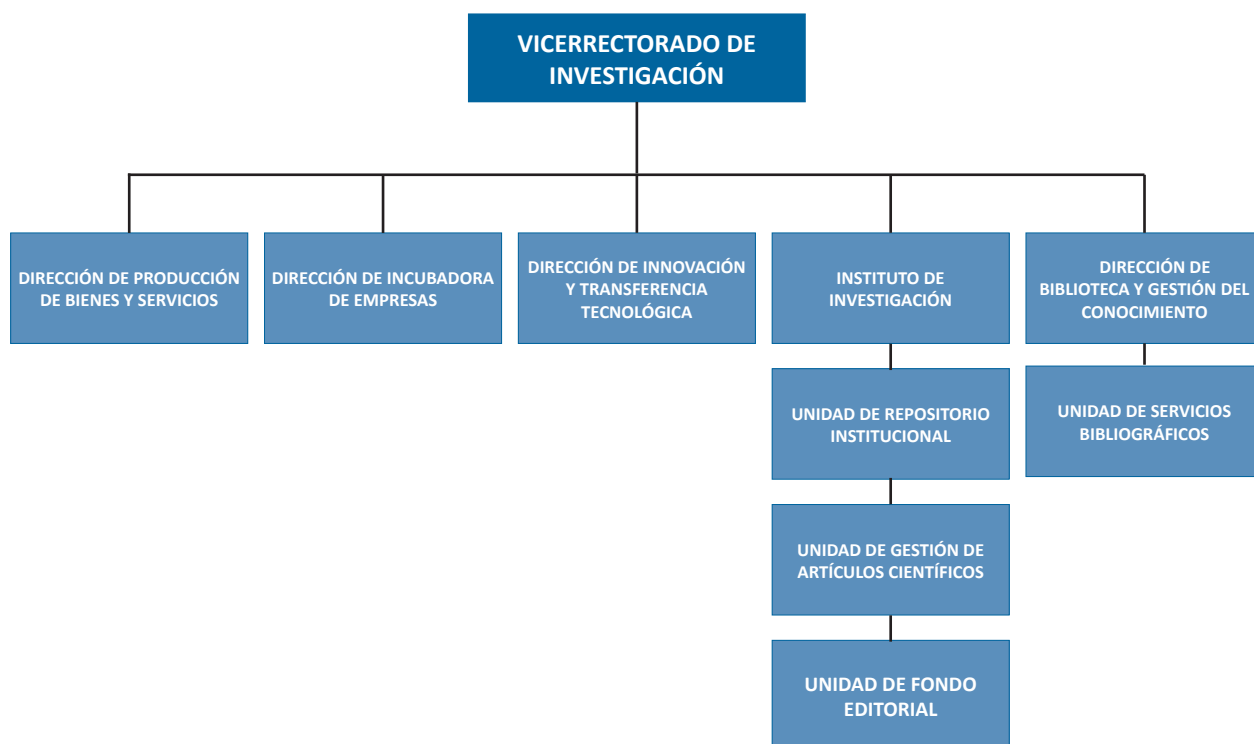 VICERRECTORADO DE
INVESTIGACIÓN
DIRECCIÓN DE PRODUCCIÓN
DE BIENES Y SERVICIOS
DIRECCIÓN DE INCUBADORA
DE EMPRESAS
DIRECCIÓN DE INNOVACIÓN
Y TRANSFERENCIA
TECNOLÓGICA
INSTITUTO DE
INVESTIGACIÓN
DIRECCIÓN DE
BIBLIOTECA Y GESTIÓN DEL
CONOCIMIENTO
UNIDAD DE REPOSITORIO
INSTITUCIONAL
UNIDAD DE SERVICIOS
BIBLIOGRÁFICOS
UNIDAD DE GESTIÓN DE
ARTÍCULOS CIENTÍFICOS
UNIDAD DE FONDO
EDITORIAL